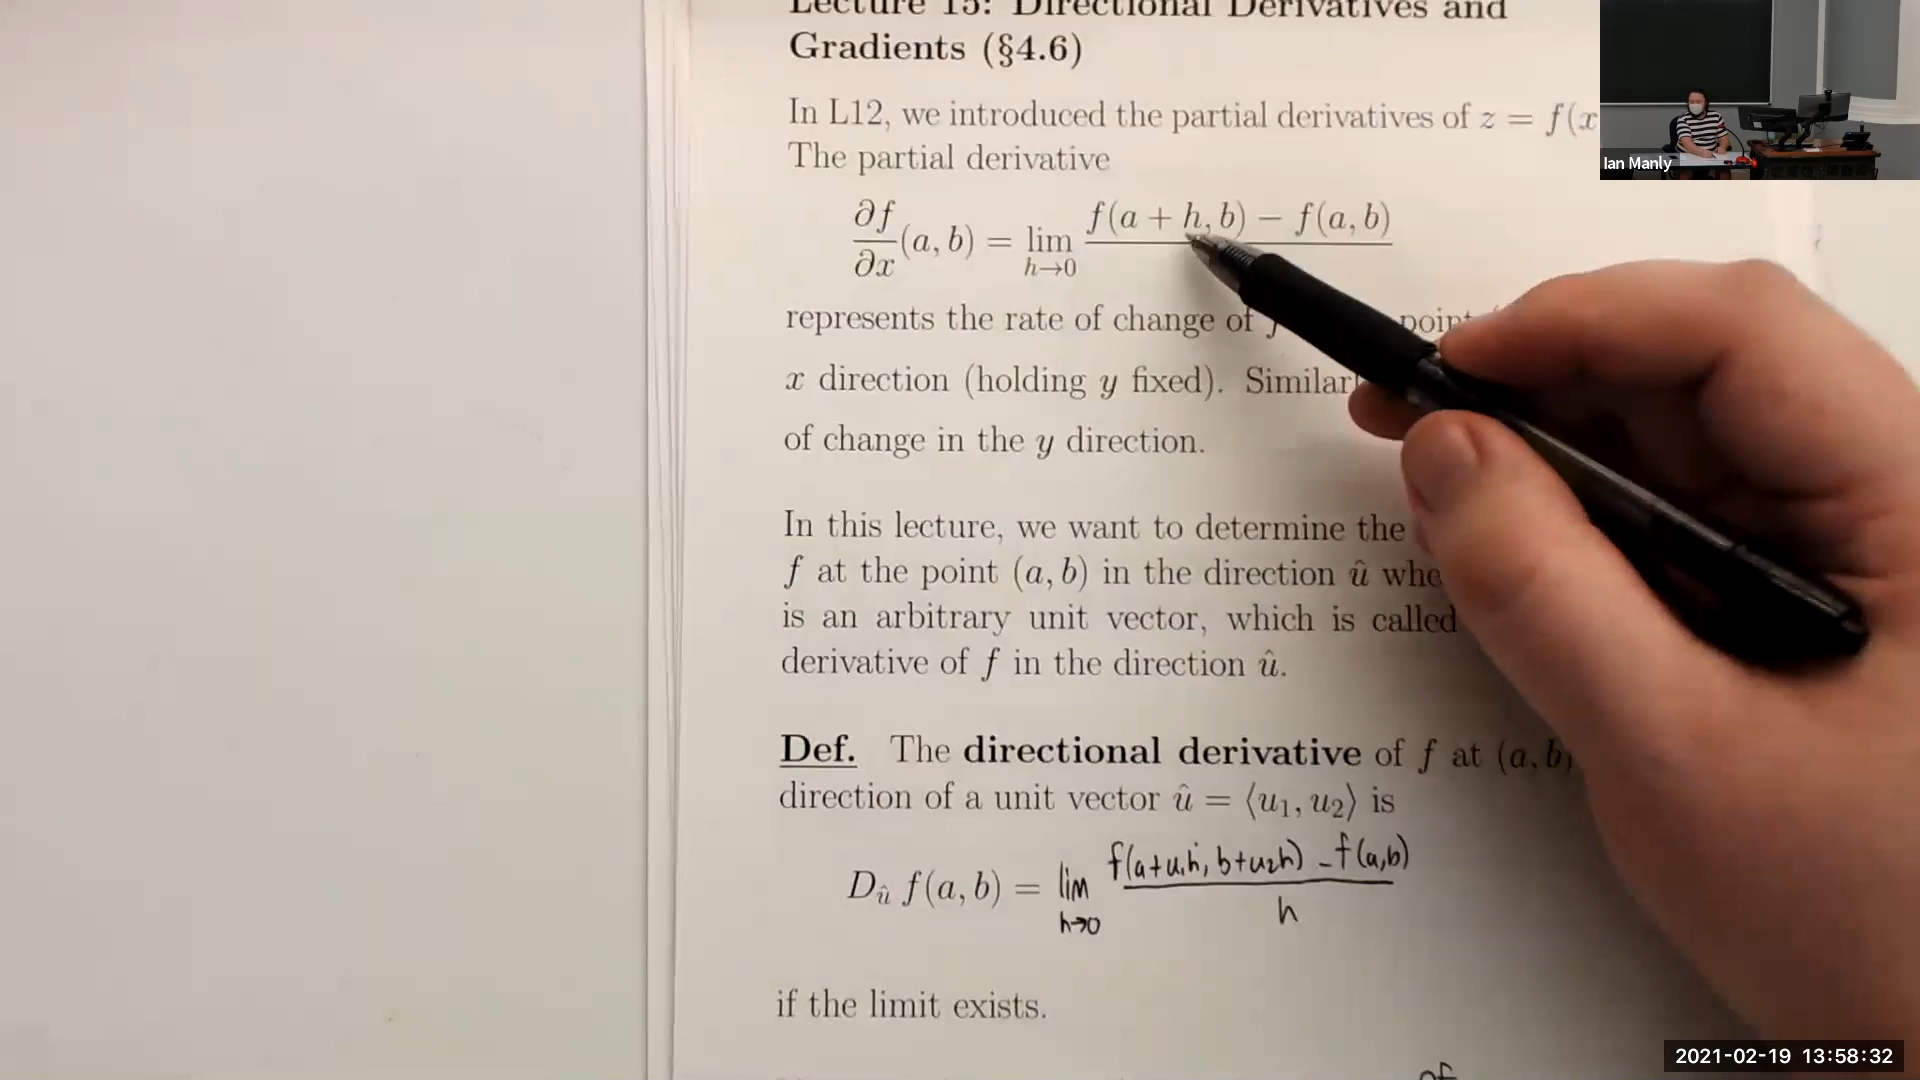 Lecture 15: Directional Derivatives and
Gradients (§4.6)
In L12, we introduced the partial derivatives of z = f(x
The partial derivative
∂f/∂x (a, b) = lim h→0 f(a + h, b) − f(a, b)
represents the rate of change of f
x direction (holding y fixed).
of change in the y direction.
In this lecture, we want to determine the
f at the point (a, b) in the direction û
is an arbitrary unit vector, which is called
derivative of f in the direction û.
Def. The directional derivative of f at (a, b)
direction of a unit vector û = ⟨u₁, u₂⟩ is
D_û f(a, b) = lim h→0 f(a+u₁h, b+u₂h) - f(a,b) / h
if the limit exists.
Ian Manly
2021-02-19 13:58:32